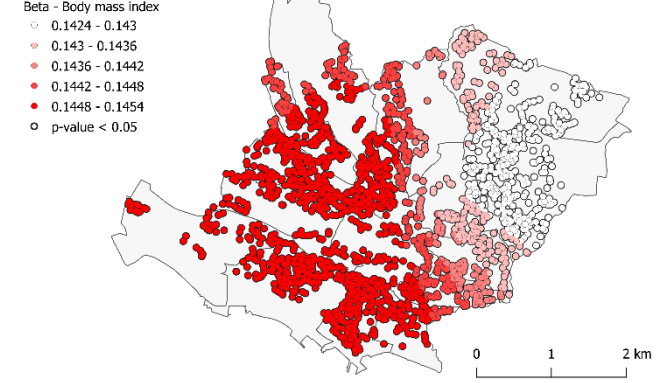 Beta - Body mass index
0.1424 - 0.143
0.143 - 0.1436
0.1436 - 0.1442
0.1442 - 0.1448
0.1448 - 0.1454
p-value < 0.05
0 1 2 km